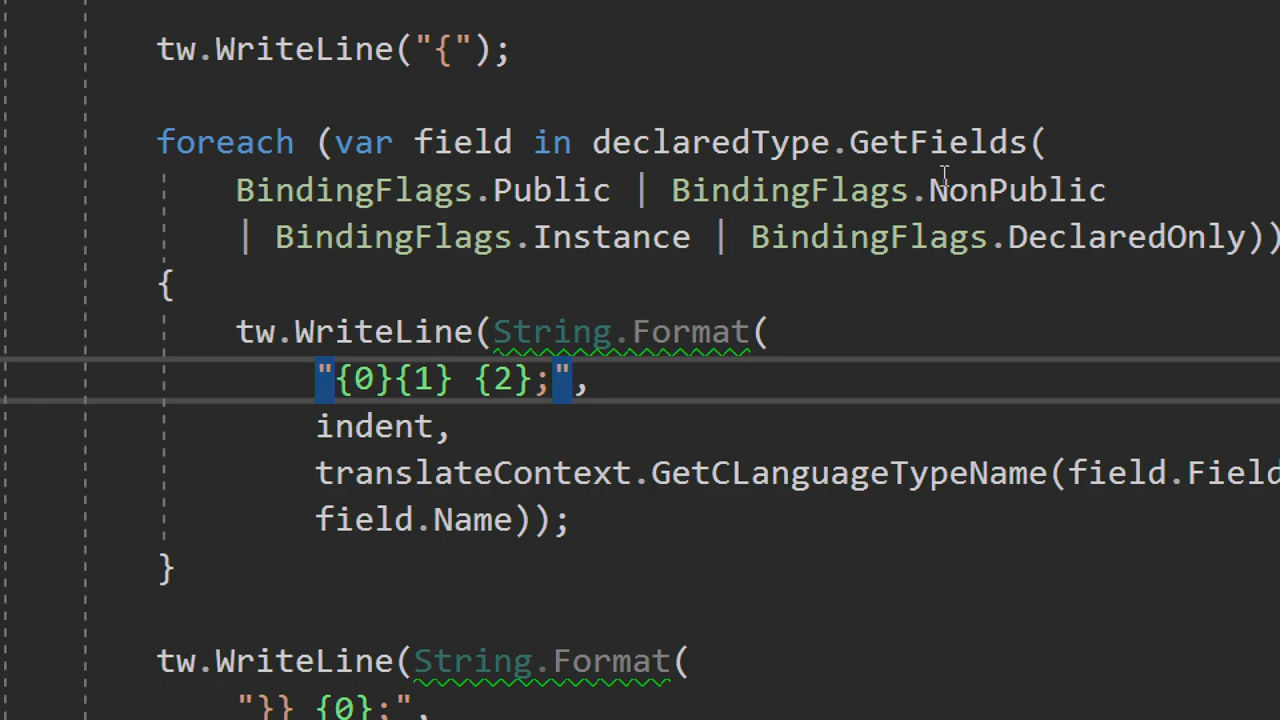 tw.WriteLine("{");
foreach (var field in declaredType.GetFields(
BindingFlags.Public | BindingFlags.NonPublic
| BindingFlags.Instance | BindingFlags.DeclaredOnly))
{
tw.WriteLine(String.Format(
"{0}{1} {2};",
indent,
translateContext.GetCLanguageTypeName(field.Field
field.Name));
}
tw.WriteLine(String.Format(
"}} {0};",